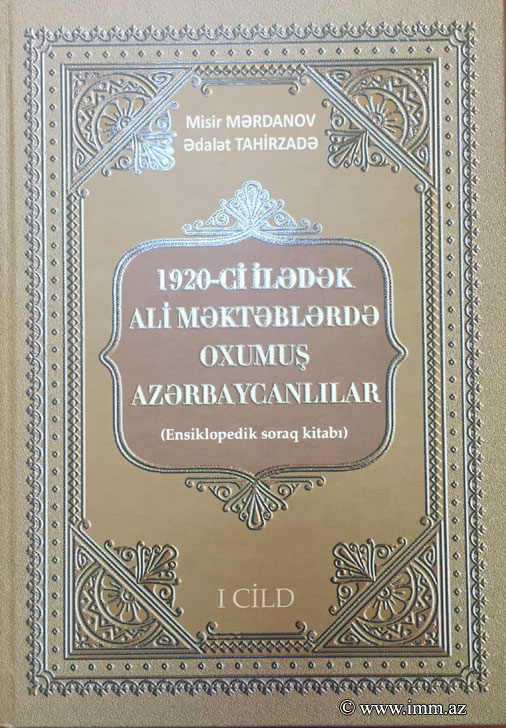 Misir MƏRDANOV
Ədalət TAHİRZADƏ
1920-Cİ İLƏDƏK
ALİ MƏKTƏBLƏRDƏ
OXUMUŞ
AZƏRBAYCANLILAR
(Ensiklopedik soraq kitabı)
I CİLD
© www.imm.az